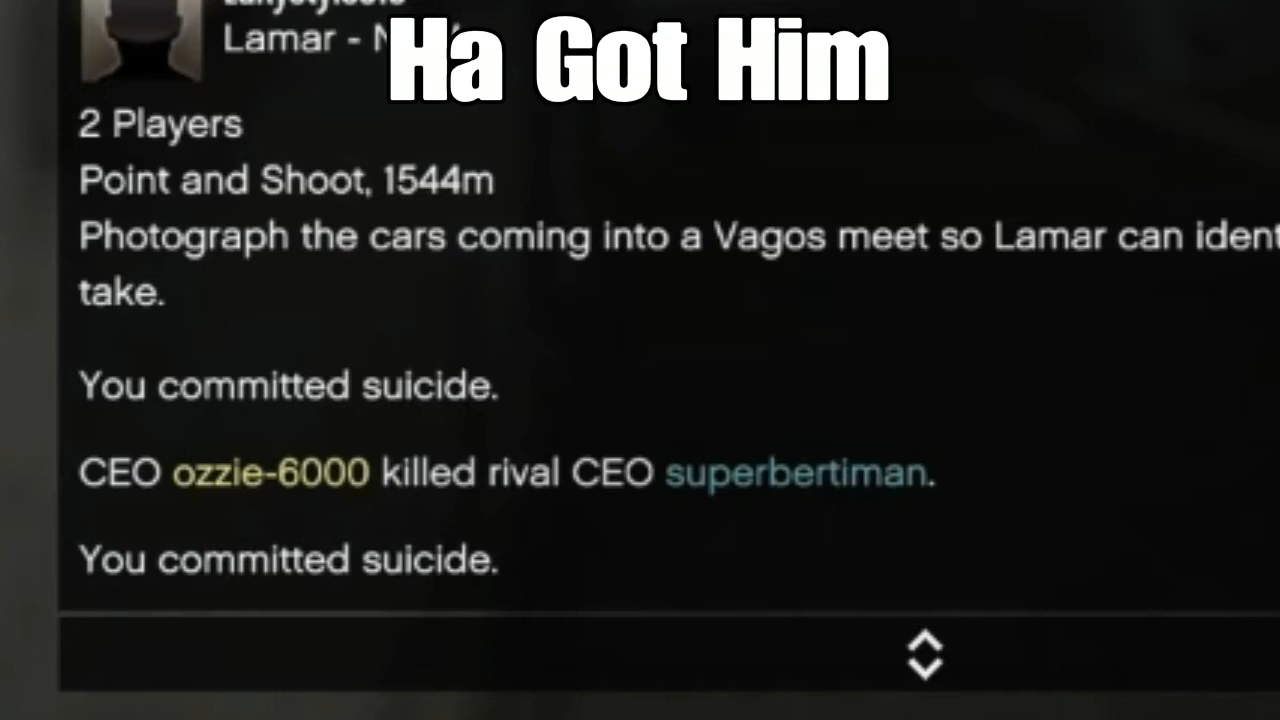 Ha Got Him
Lamar -
2 Players
Point and Shoot, 1544m
Photograph the cars coming into a Vagos meet so Lamar can ident
take.
You committed suicide.
CEO ozzie-6000 killed rival CEO superbertiman.
You committed suicide.